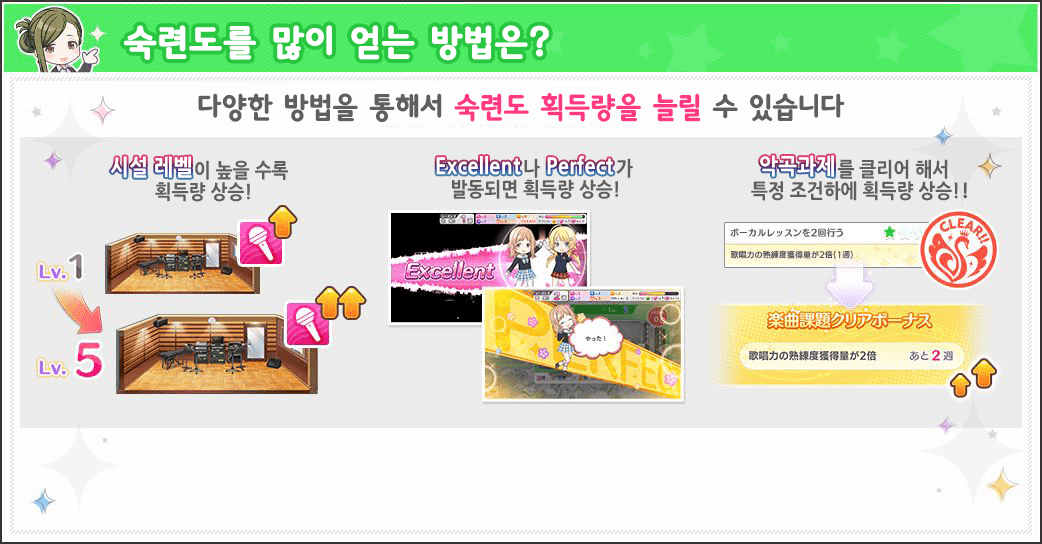 숙련도를 많이 얻는 방법은?
다양한 방법을 통해서 숙련도 획득량을 늘릴 수 있습니다
시설 레벨이 높을 수록
획득량 상승!
Lv. 1
Lv. 5
Excellent나 Perfect가
발동되면 획득량 상승!
Excellent
やった!
PERFECT
악곡과제를 클리어 해서
특정 조건하에 획득량 상승!!
ボーカルレッスンを2回行う
歌唱力の熟練度獲得量が2倍(1週)
CLEAR!!
楽曲課題クリアボーナス
歌唱力の熟練度獲得量が2倍 あと2週